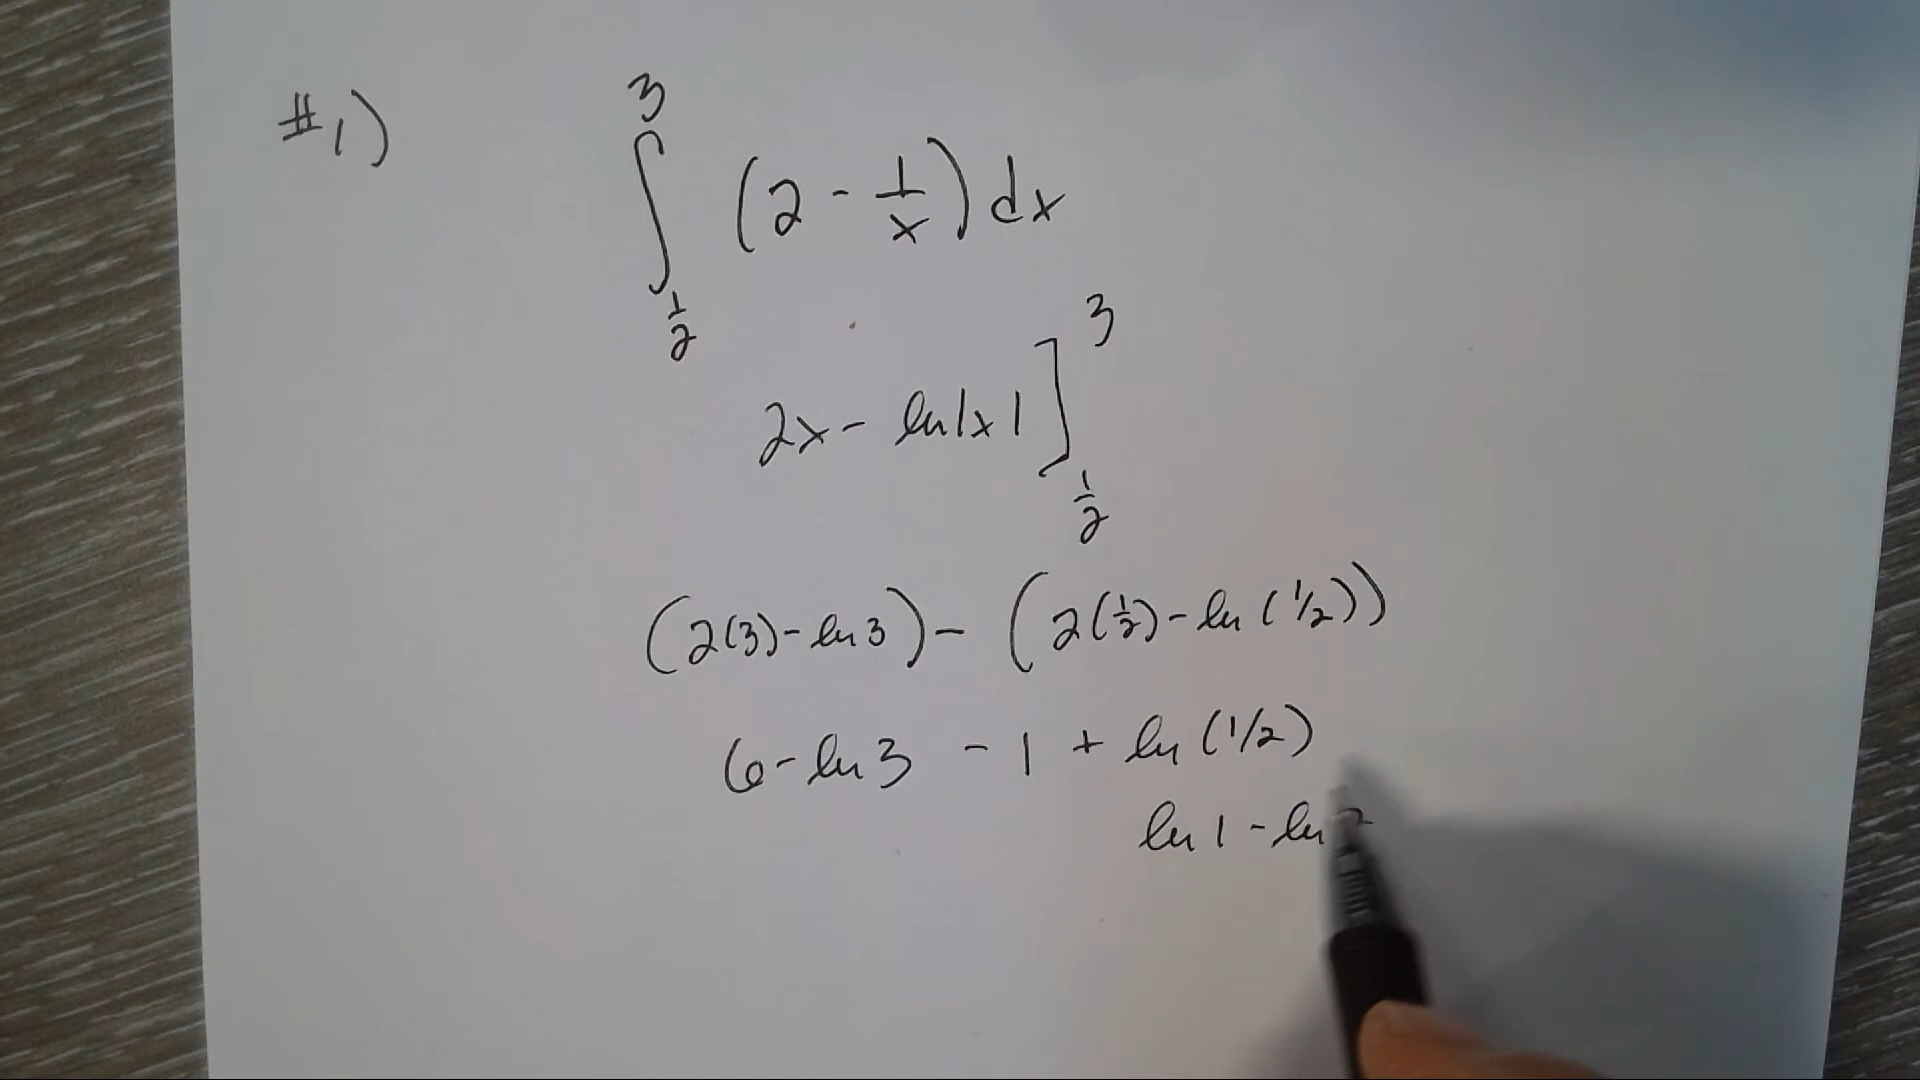 #1) ∫_{1/2}^{3} (2 - 1/x) dx
2x - ln|x|]_{1/2}^{3}
(2(3) - ln 3) - (2(1/2) - ln (1/2))
6 - ln 3 - 1 + ln (1/2)
ln 1 - ln